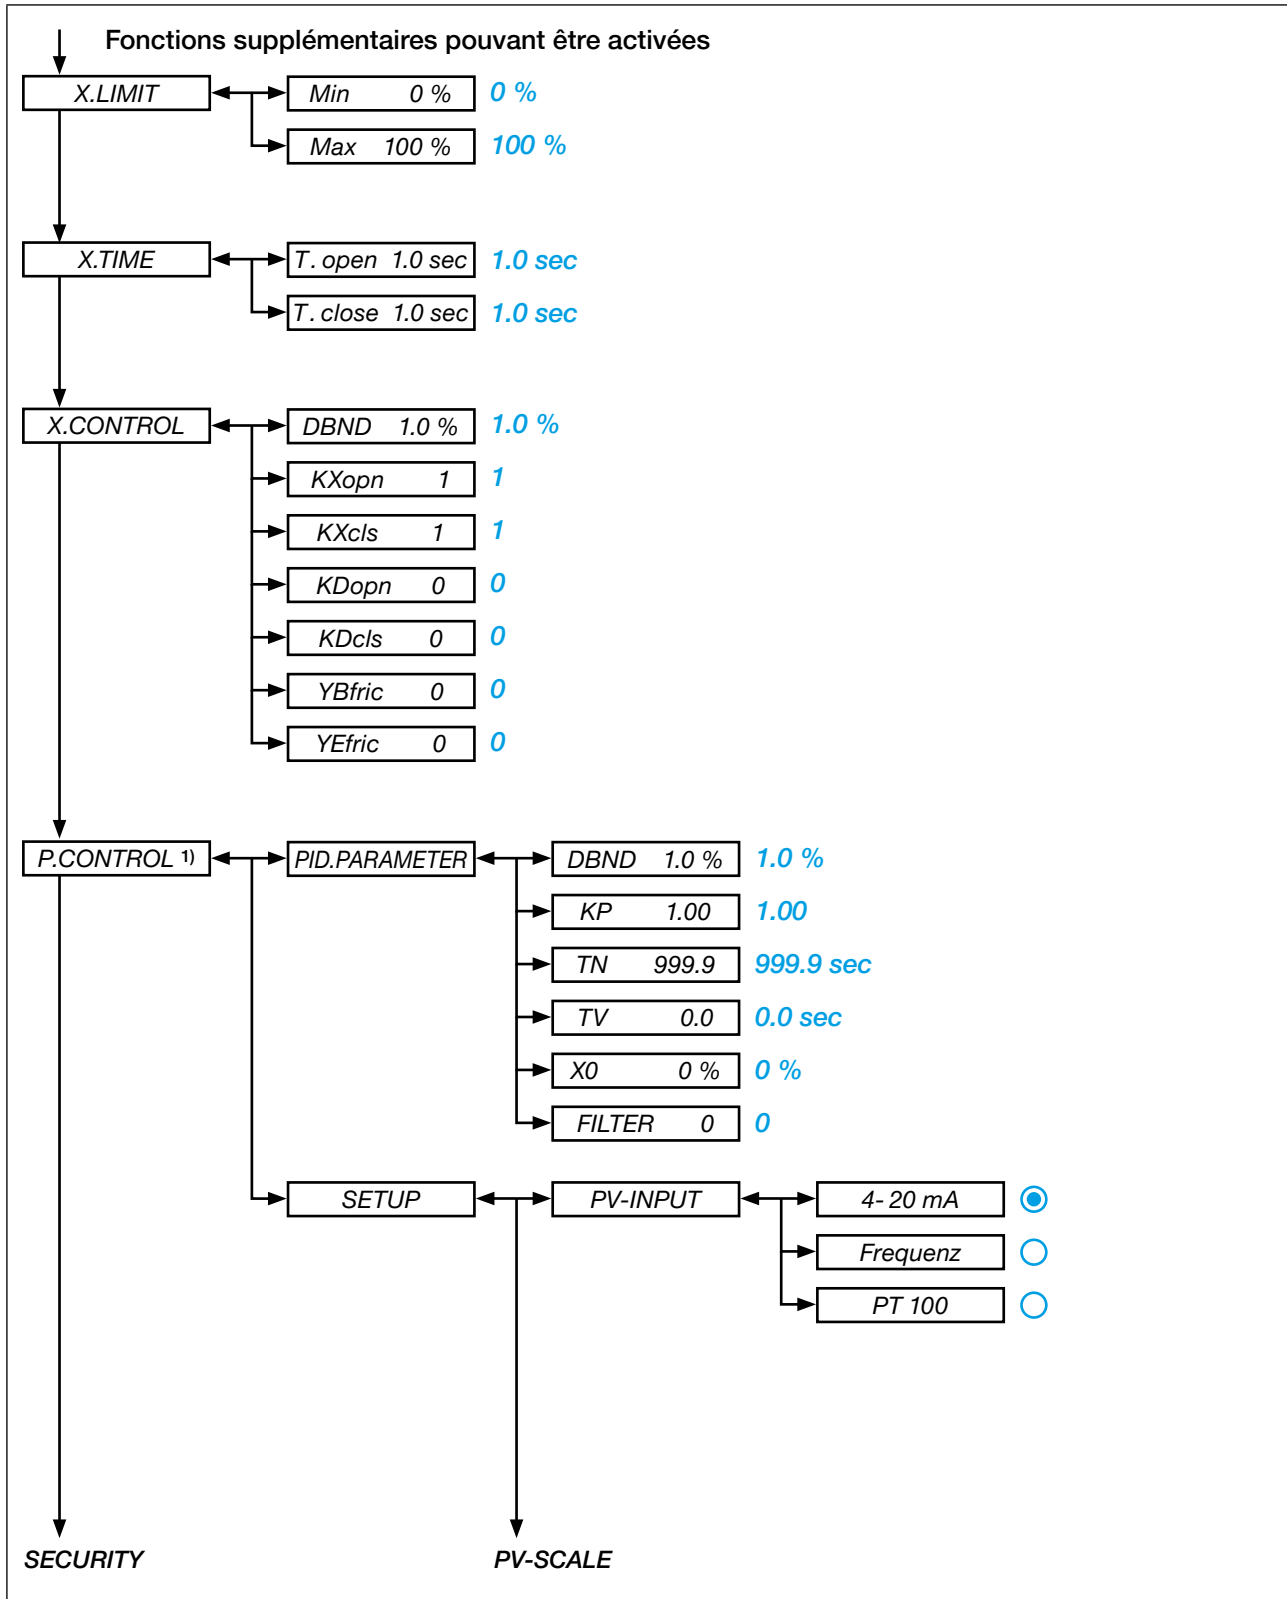 Fonctions supplémentaires pouvant être activées
X.LIMIT Min 0 % 0 %
Max 100 % 100 %
X.TIME T. open 1.0 sec 1.0 sec
T. close 1.0 sec 1.0 sec
X.CONTROL DBND 1.0 % 1.0 %
KXopn 1 1
KXcls 1 1
KDopn 0 0
KDcls 0 0
YBfric 0 0
YEfric 0 0
P.CONTROL 1) PID.PARAMETER DBND 1.0 % 1.0 %
KP 1.00 1.00
TN 999.9 999.9 sec
TV 0.0 0.0 sec
X0 0 % 0 %
FILTER 0 0
SETUP PV-INPUT 4- 20 mA
Frequenz
PT 100
SECURITY PV-SCALE